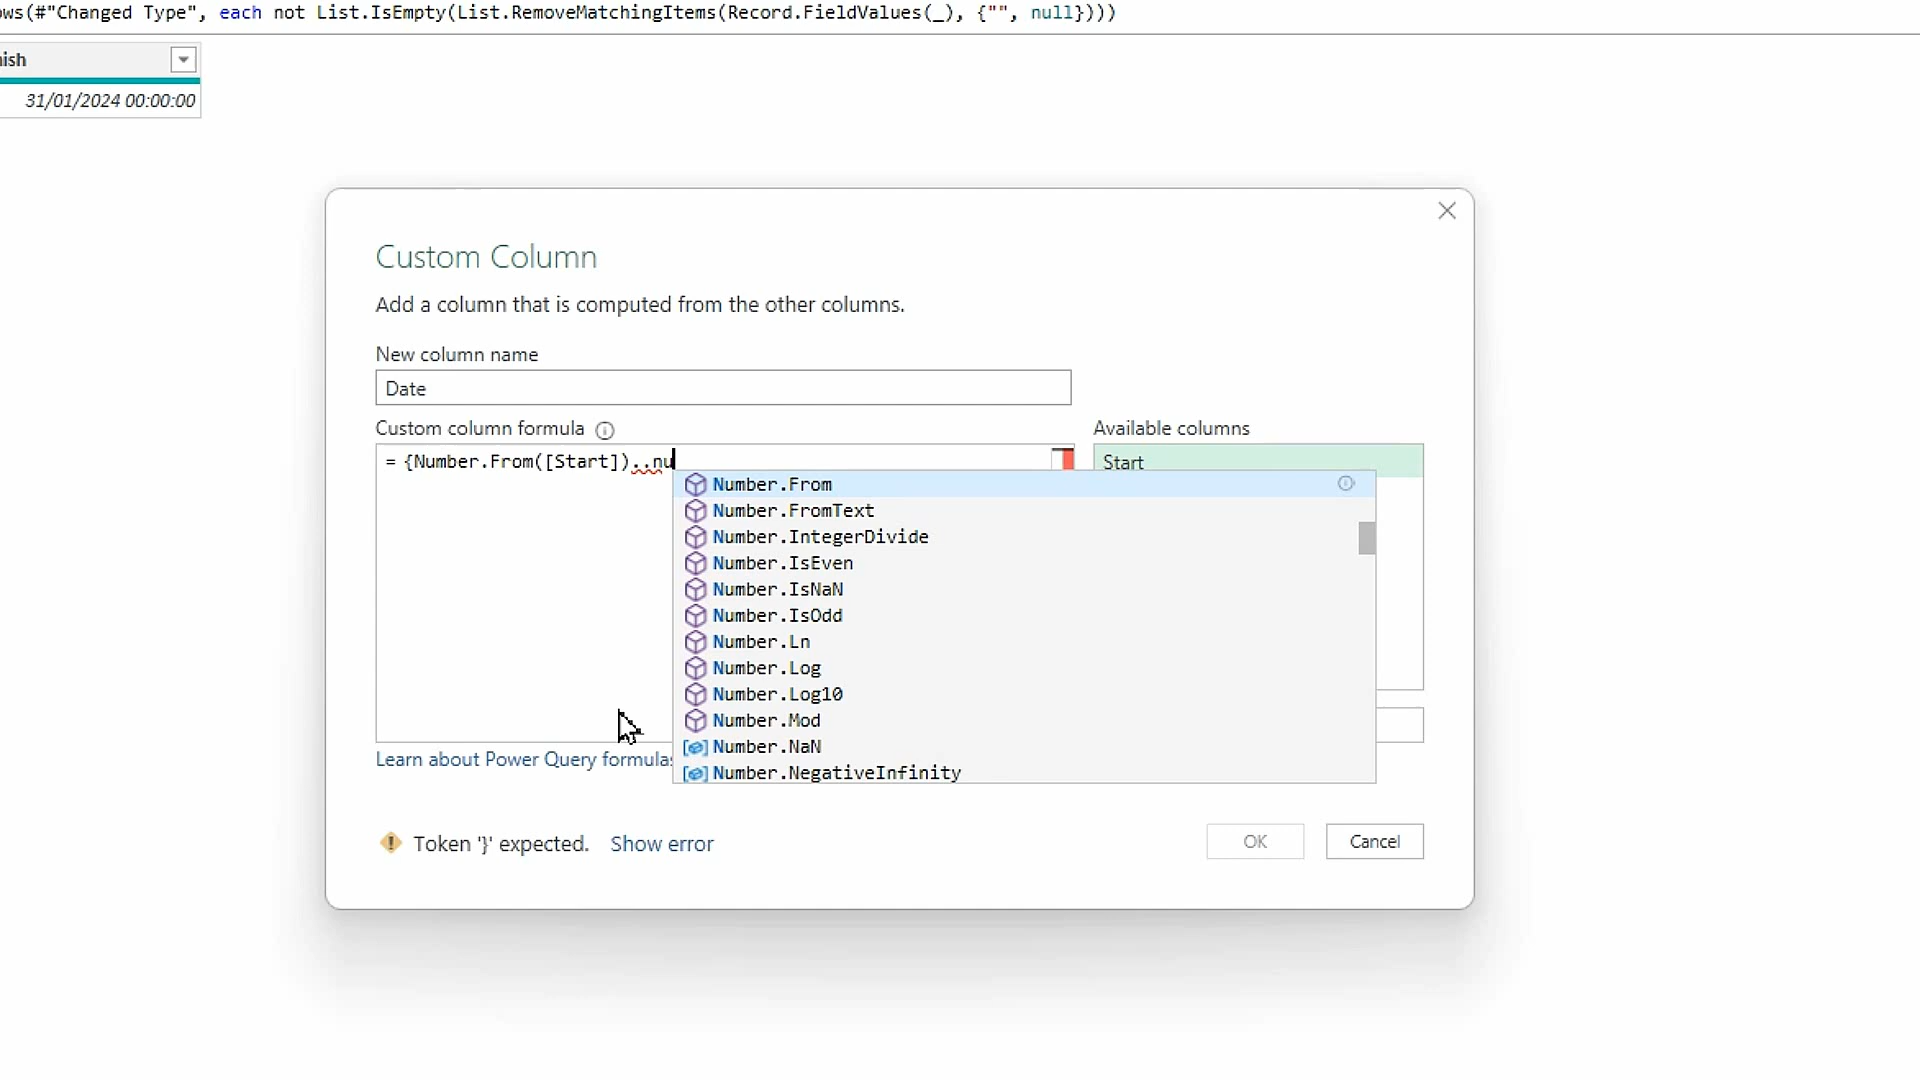 ows(#"Changed Type", each not List.IsEmpty(List.RemoveMatchingItems(Record.FieldValues(_), {"", null})))
ish
31/01/2024 00:00:00
Custom Column
Add a column that is computed from the other columns.
New column name
Date
Custom column formula
Available columns
= {Number.From([Start])..nu
Start
Number.From
Number.FromText
Number.IntegerDivide
Number.IsEven
Number.IsNaN
Number.IsOdd
Number.Ln
Number.Log
Number.Log10
Number.Mod
Number.NaN
Number.NegativeInfinity
Learn about Power Query formulas
Token '}' expected. Show error
OK
Cancel